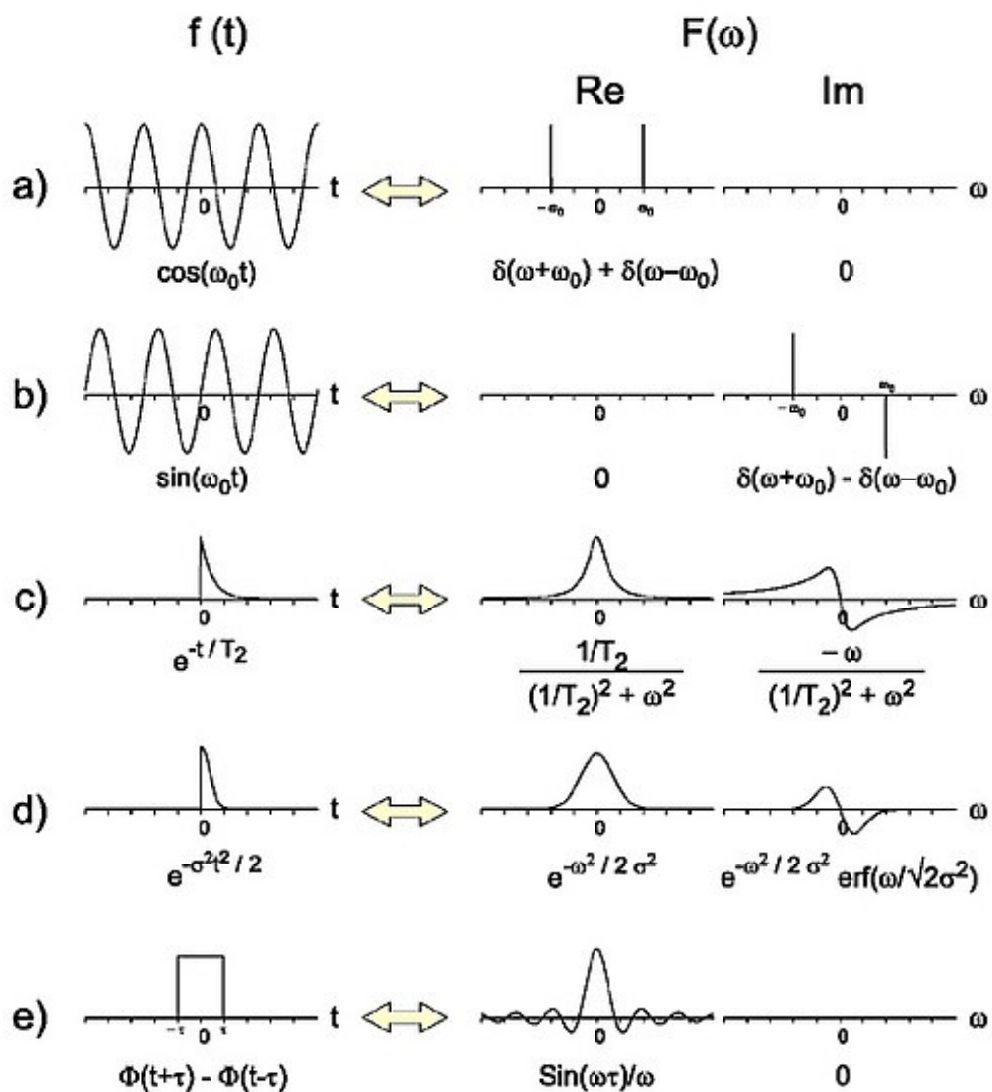 f (t) F(ω)
Re Im
a) t ω
0 -ω₀ 0 ω₀ 0
cos(ω₀t) δ(ω+ω₀) + δ(ω−ω₀) 0
b) t ω₀ ω
0 0 -ω₀ 0
sin(ω₀t) 0 δ(ω+ω₀) - δ(ω−ω₀)
c) t ω
0 0 0
e^-t / T₂ 1/T₂ / (1/T₂)² + ω² − ω / (1/T₂)² + ω²
d) t ω
0 0 0
e^-σ²t² / 2 e^-ω² / 2 σ² e^-ω² / 2 σ² erf(ω/√2σ²)
e) t ω
-τ 0 τ 0 0
Φ(t+τ) - Φ(t-τ) Sin(ωτ)/ω 0